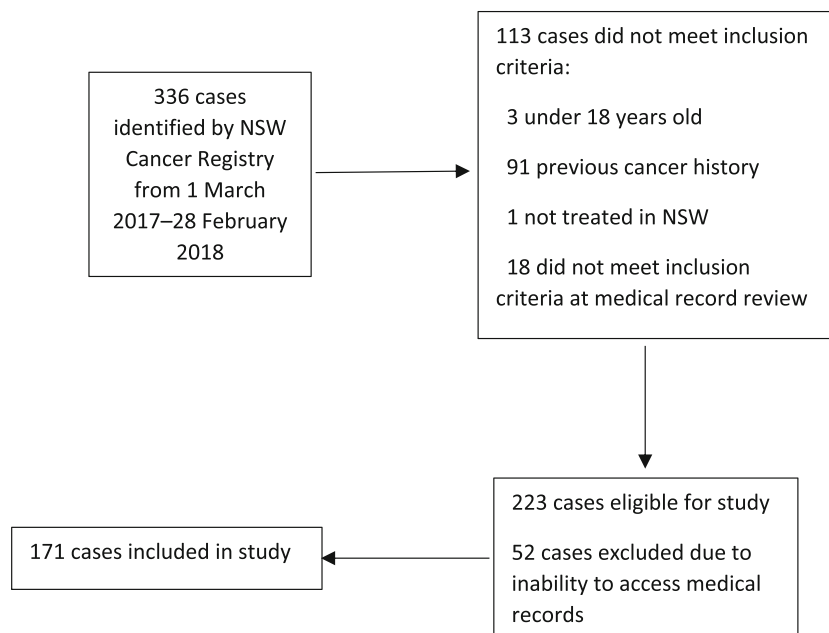 336 cases
identified by NSW
Cancer Registry
from 1 March
2017–28 February
2018
113 cases did not meet inclusion
criteria:
3 under 18 years old
91 previous cancer history
1 not treated in NSW
18 did not meet inclusion
criteria at medical record review
223 cases eligible for study
52 cases excluded due to
inability to access medical
records
171 cases included in study